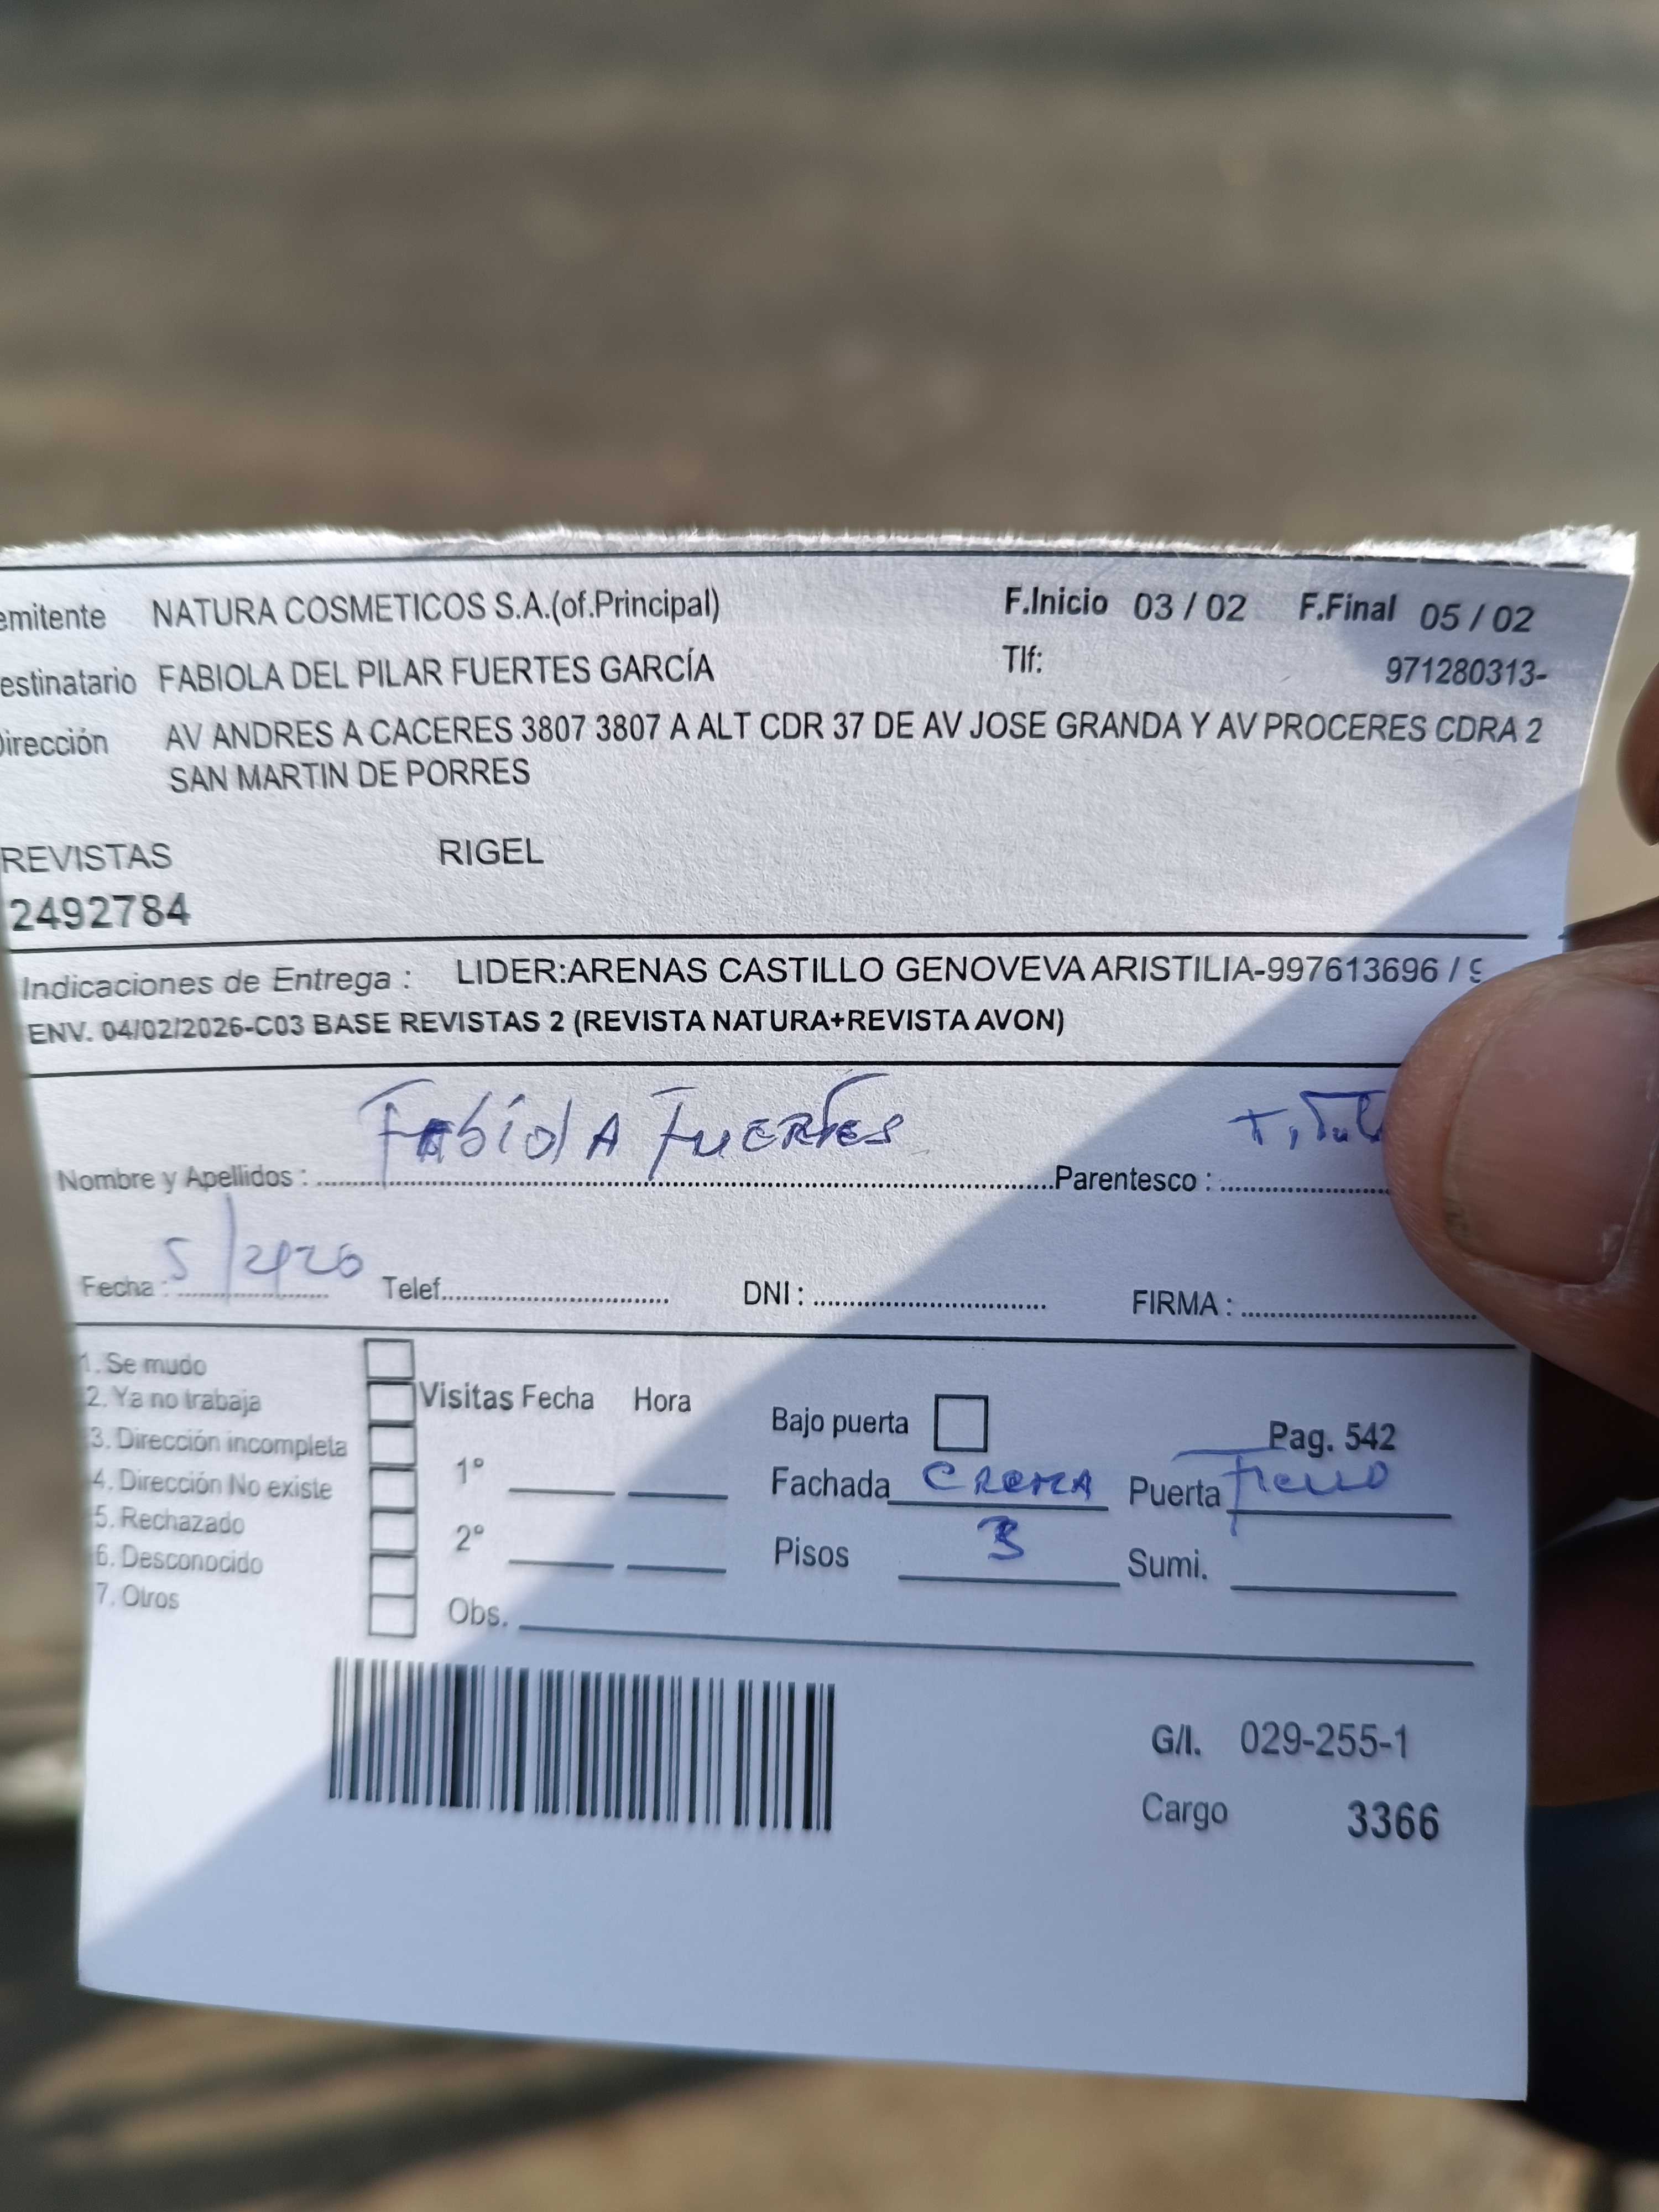 emitente NATURA COSMETICOS S.A.(of.Principal) F.Inicio 03 / 02 F.Final 05 / 02
estinatario FABIOLA DEL PILAR FUERTES GARCÍA Tlf: 971280313-
Dirección AV ANDRES A CACERES 3807 3807 A ALT CDR 37 DE AV JOSE GRANDA Y AV PROCERES CDRA 2
SAN MARTIN DE PORRES
REVISTAS RIGEL
2492784
Indicaciones de Entrega : LIDER:ARENAS CASTILLO GENOVEVA ARISTILIA-997613696 / 9
ENV. 04/02/2026-C03 BASE REVISTAS 2 (REVISTA NATURA+REVISTA AVON)
Nombre y Apellidos : FabiolA FUERTES Parentesco :
Fecha : Telef. DNI : FIRMA :
1. Se mudo
2. Ya no trabaja Visitas Fecha Hora Bajo puerta Pag. 542
3. Dirección incompleta
4. Dirección No existe 1° Fachada CREMA Puerta
5. Rechazado
6. Desconocido 2° Pisos 3 Sumi.
7. Otros Obs.
G/I. 029-255-1
Cargo 3366